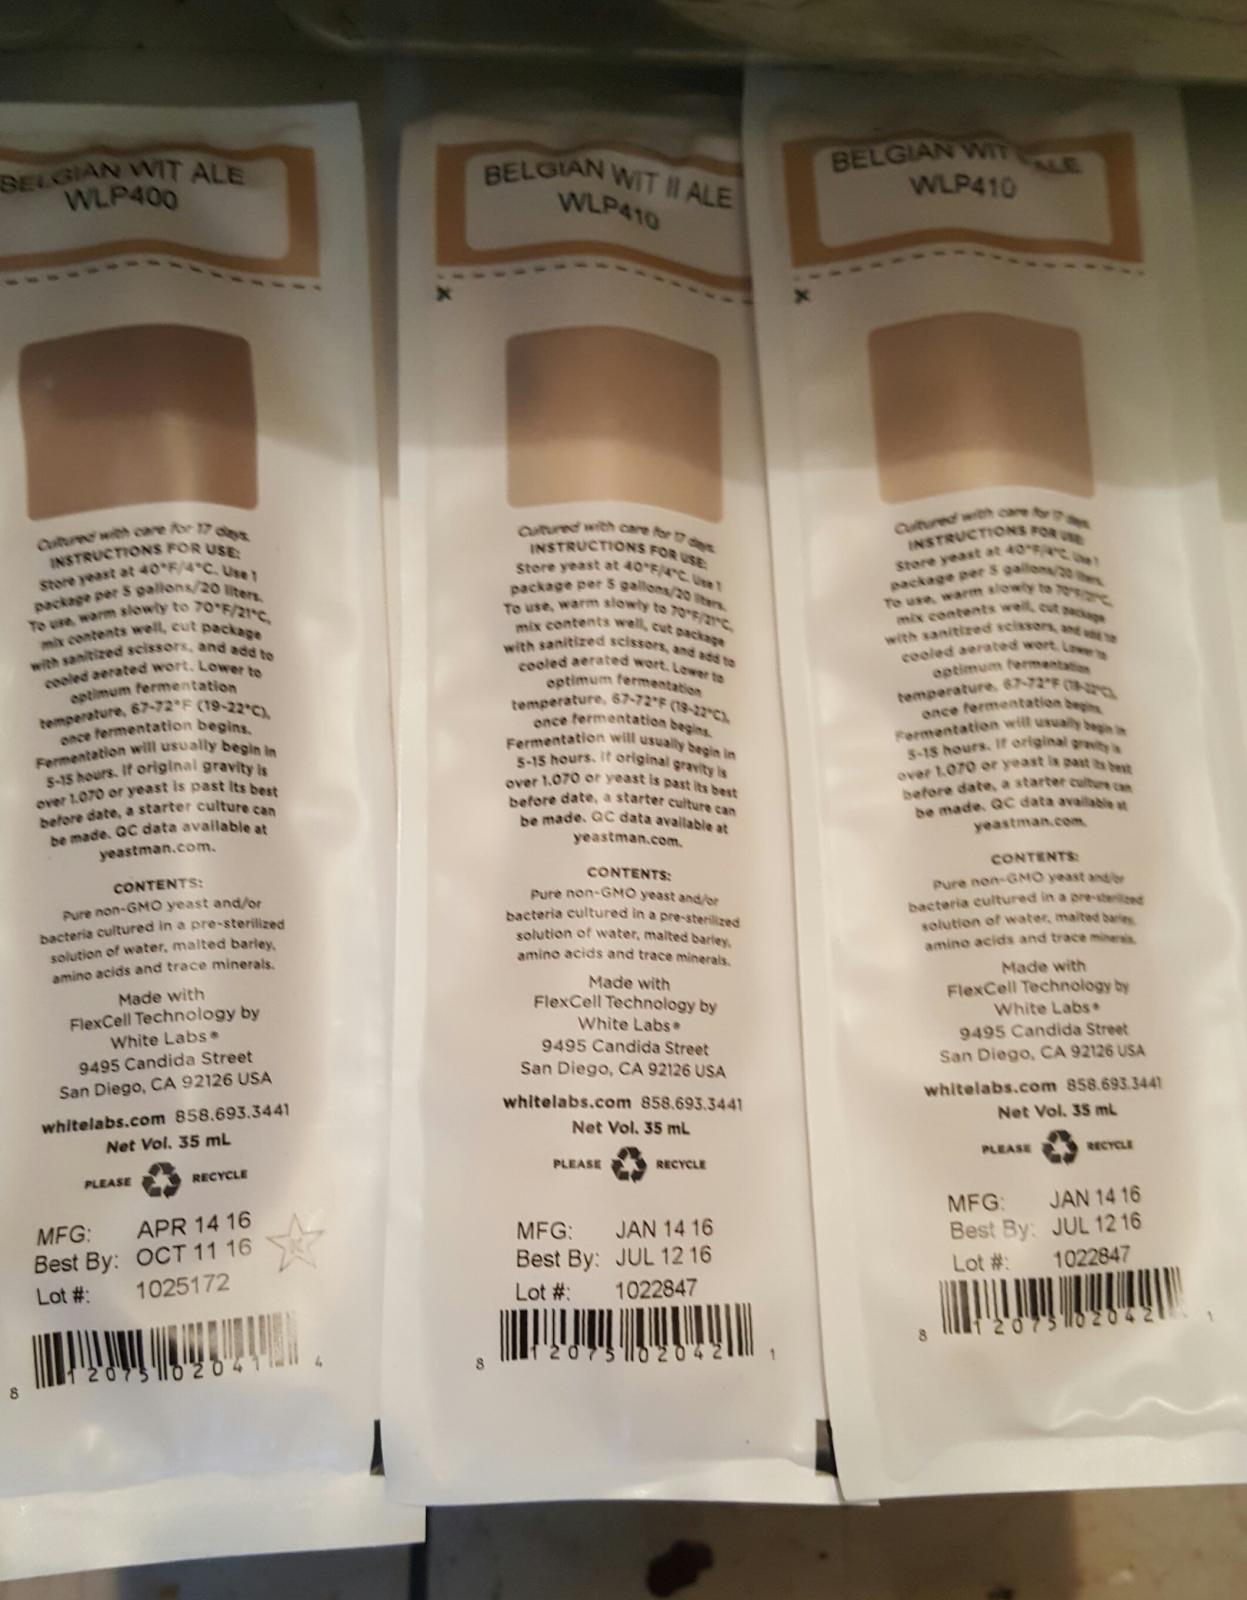 BELGIAN WIT ALE
WLP400
Cultured with care for 17 days.
INSTRUCTIONS FOR USE:
Store yeast at 40°F/4°C. Use 1
package per 5 gallons/20 liters.
To use, warm slowly to 70°F/21°C,
mix contents well, cut package
with sanitized scissors, and add to
cooled aerated wort. Lower to
optimum fermentation
temperature, 67-72°F (19-22°C),
once fermentation begins.
Fermentation will usually begin in
5-15 hours. If original gravity is
over 1.070 or yeast is past its best
before date, a starter culture can
be made. QC data available at
yeastman.com.
CONTENTS:
Pure non-GMO yeast and/or
bacteria cultured in a pre-sterilized
solution of water, malted barley,
amino acids and trace minerals.
Made with
FlexCell Technology by
White Labs®
9495 Candida Street
San Diego, CA 92126 USA
whitelabs.com 858.693.3441
Net Vol. 35 mL
PLEASE RECYCLE
MFG: APR 14 16
Best By: OCT 11 16
Lot #: 1025172
8 12075 02041 4
BELGIAN WIT II ALE
WLP410
Cultured with care for 17 days.
INSTRUCTIONS FOR USE:
Store yeast at 40°F/4°C. Use 1
package per 5 gallons/20 liters.
To use, warm slowly to 70°F/21°C,
mix contents well, cut package
with sanitized scissors, and add to
cooled aerated wort. Lower to
optimum fermentation
temperature, 67-72°F (19-22°C),
once fermentation begins.
Fermentation will usually begin in
5-15 hours. If original gravity is
over 1.070 or yeast is past its best
before date, a starter culture can
be made. QC data available at
yeastman.com.
CONTENTS:
Pure non-GMO yeast and/or
bacteria cultured in a pre-sterilized
solution of water, malted barley,
amino acids and trace minerals.
Made with
FlexCell Technology by
White Labs®
9495 Candida Street
San Diego, CA 92126 USA
whitelabs.com 858.693.3441
Net Vol. 35 mL
PLEASE RECYCLE
MFG: JAN 14 16
Best By: JUL 12 16
Lot #: 1022847
8 12075 02042 1
BELGIAN WIT ALE
WLP410
Cultured with care for 17 days.
INSTRUCTIONS FOR USE:
Store yeast at 40°F/4°C. Use 1
package per 5 gallons/20 liters.
To use, warm slowly to 70°F/21°C,
mix contents well, cut package
with sanitized scissors, and add to
cooled aerated wort. Lower to
optimum fermentation
temperature, 67-72°F (19-22°C),
once fermentation begins.
Fermentation will usually begin in
5-15 hours. If original gravity is
over 1.070 or yeast is past its best
before date, a starter culture can
be made. QC data available at
yeastman.com.
CONTENTS:
Pure non-GMO yeast and/or
bacteria cultured in a pre-sterilized
solution of water, malted barley,
amino acids and trace minerals.
Made with
FlexCell Technology by
White Labs®
9495 Candida Street
San Diego, CA 92126 USA
whitelabs.com 858.693.3441
Net Vol. 35 mL
PLEASE RECYCLE
MFG: JAN 14 16
Best By: JUL 12 16
Lot #: 1022847
8 12075 02042 1